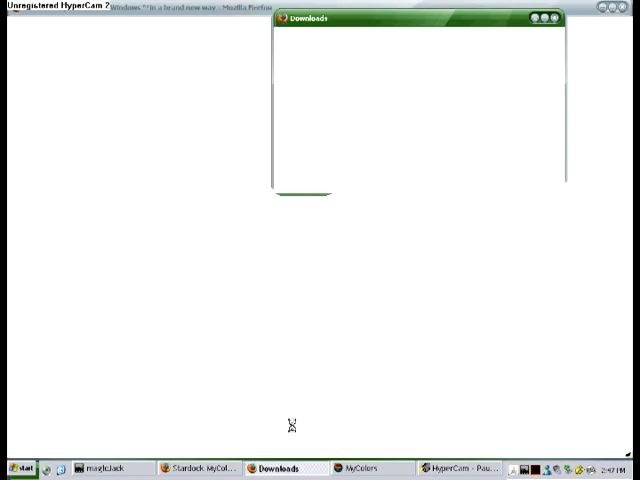 Unregistered HyperCam 2
Windows "" In a brand new way - Mozilla Firefox
Downloads
start
magicJack
Stardock MyCol...
Downloads
MyColors
HyperCam - Pau...
2:47 PM